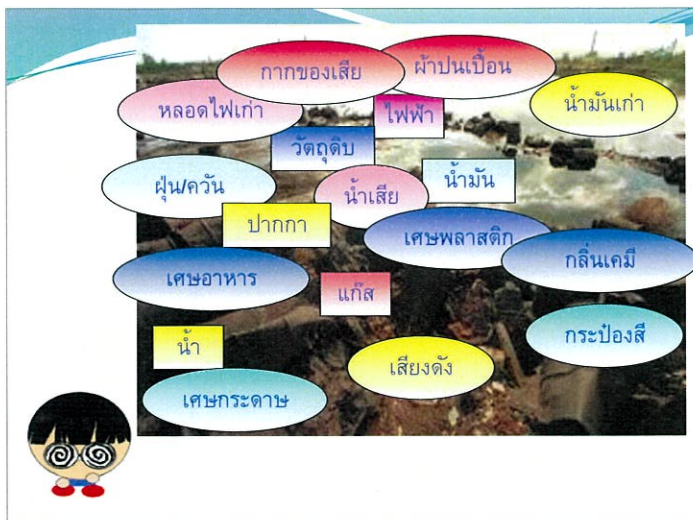 กากของเสีย
ผ้าปนเปื้อน
หลอดไฟเก่า
ไฟฟ้า
น้ำมันเก่า
วัตถุดิบ
ฝุ่น/ควัน
น้ำเสีย
น้ำมัน
ปากกา
เศษพลาสติก
กลิ่นเคมี
เศษอาหาร
แก๊ส
กระป๋องสี
น้ำ
เสียงดัง
เศษกระดาษ